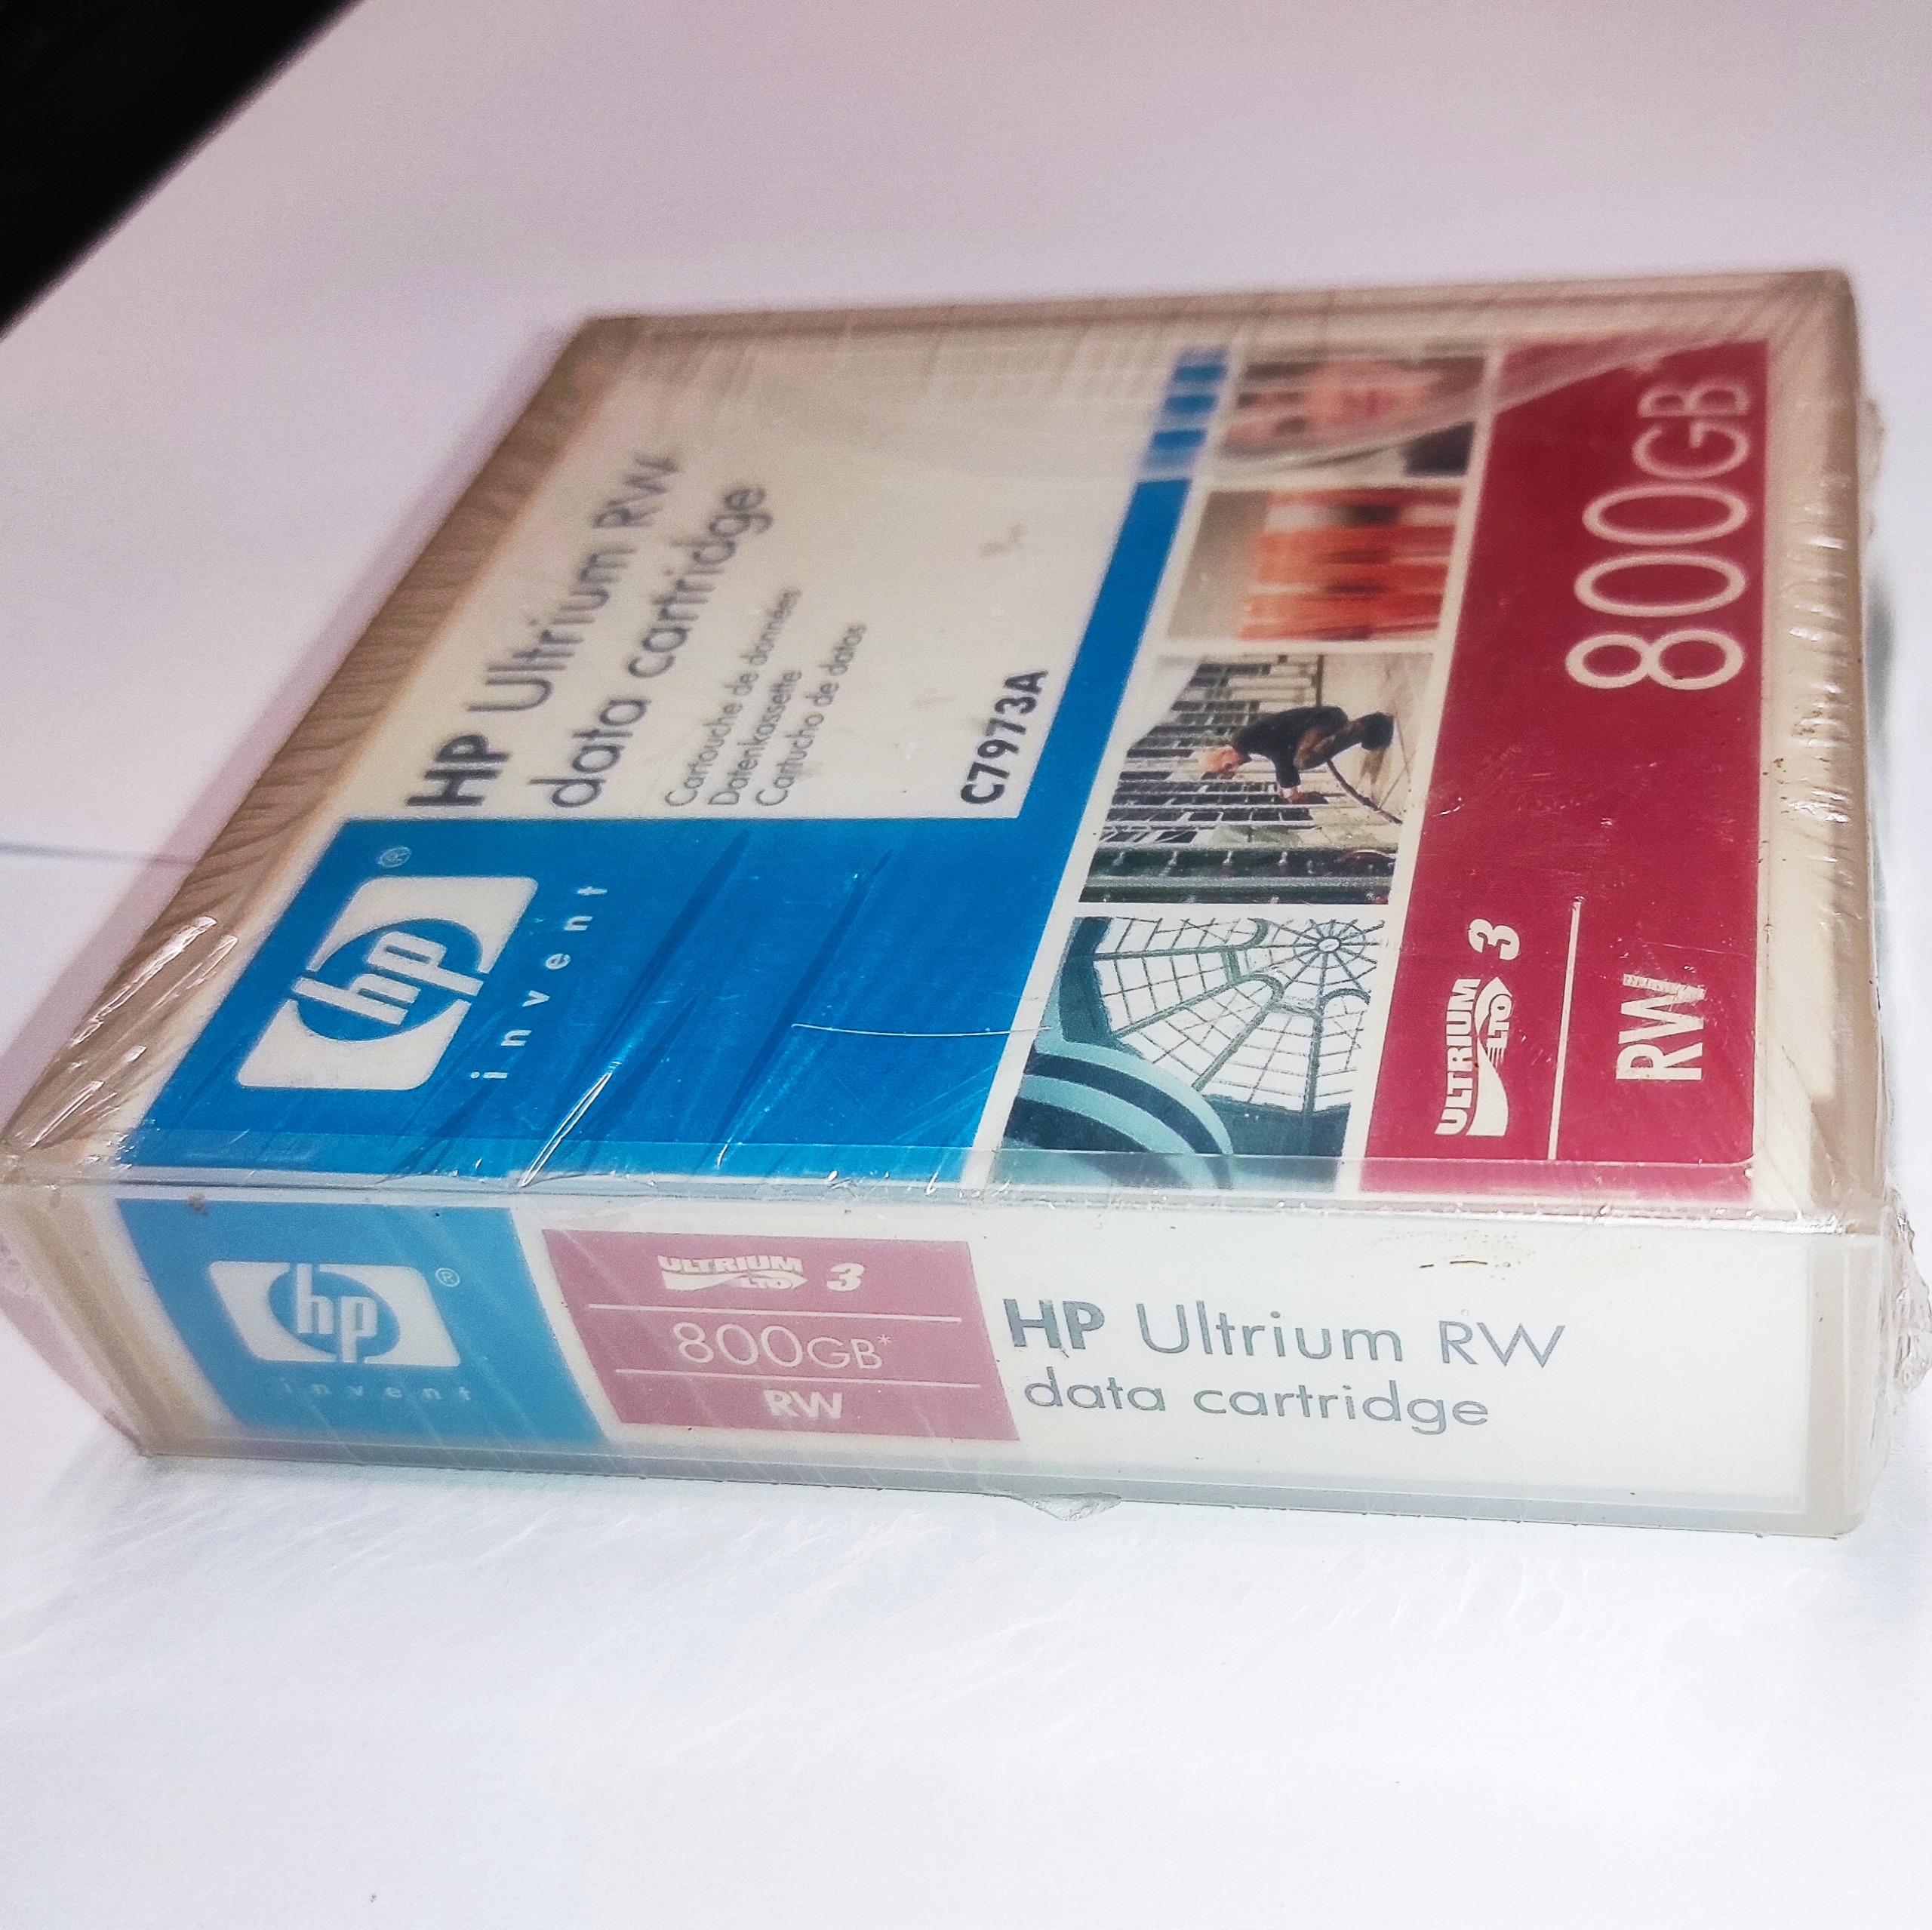 HP Ultrium RW
data cartridge
Cartouche de données
Datenkassette
Cartucho de datos
C7973A
hp®
invent
ULTRIUM
LTO 3
RW
800GB
hp®
invent
ULTRIUM
LTO 3
800GB*
RW
HP Ultrium RW
data cartridge